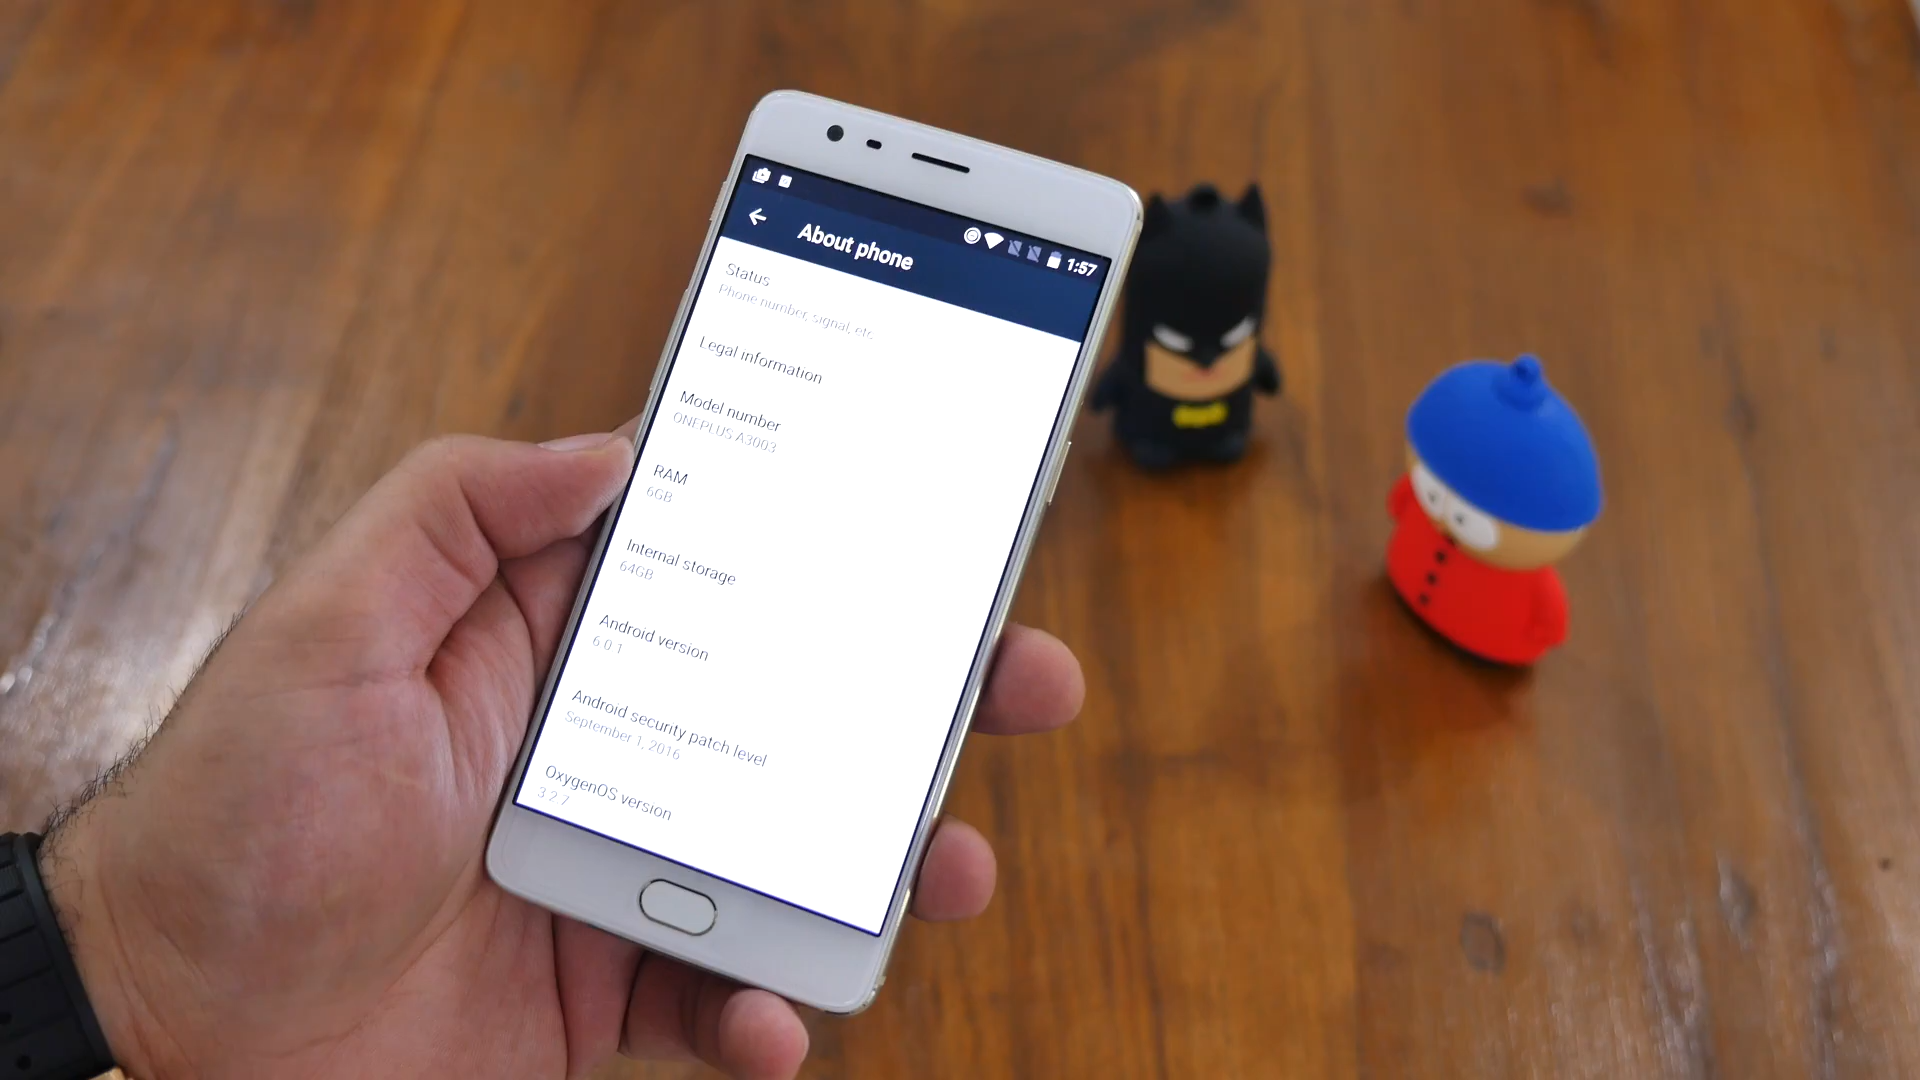 1:57
About phone
Status
Phone number, signal, etc.
Legal information
Model number
ONEPLUS A3003
RAM
6GB
Internal storage
64GB
Android version
6.0.1
Android security patch level
September 1, 2016
OxygenOS version
3.2.7